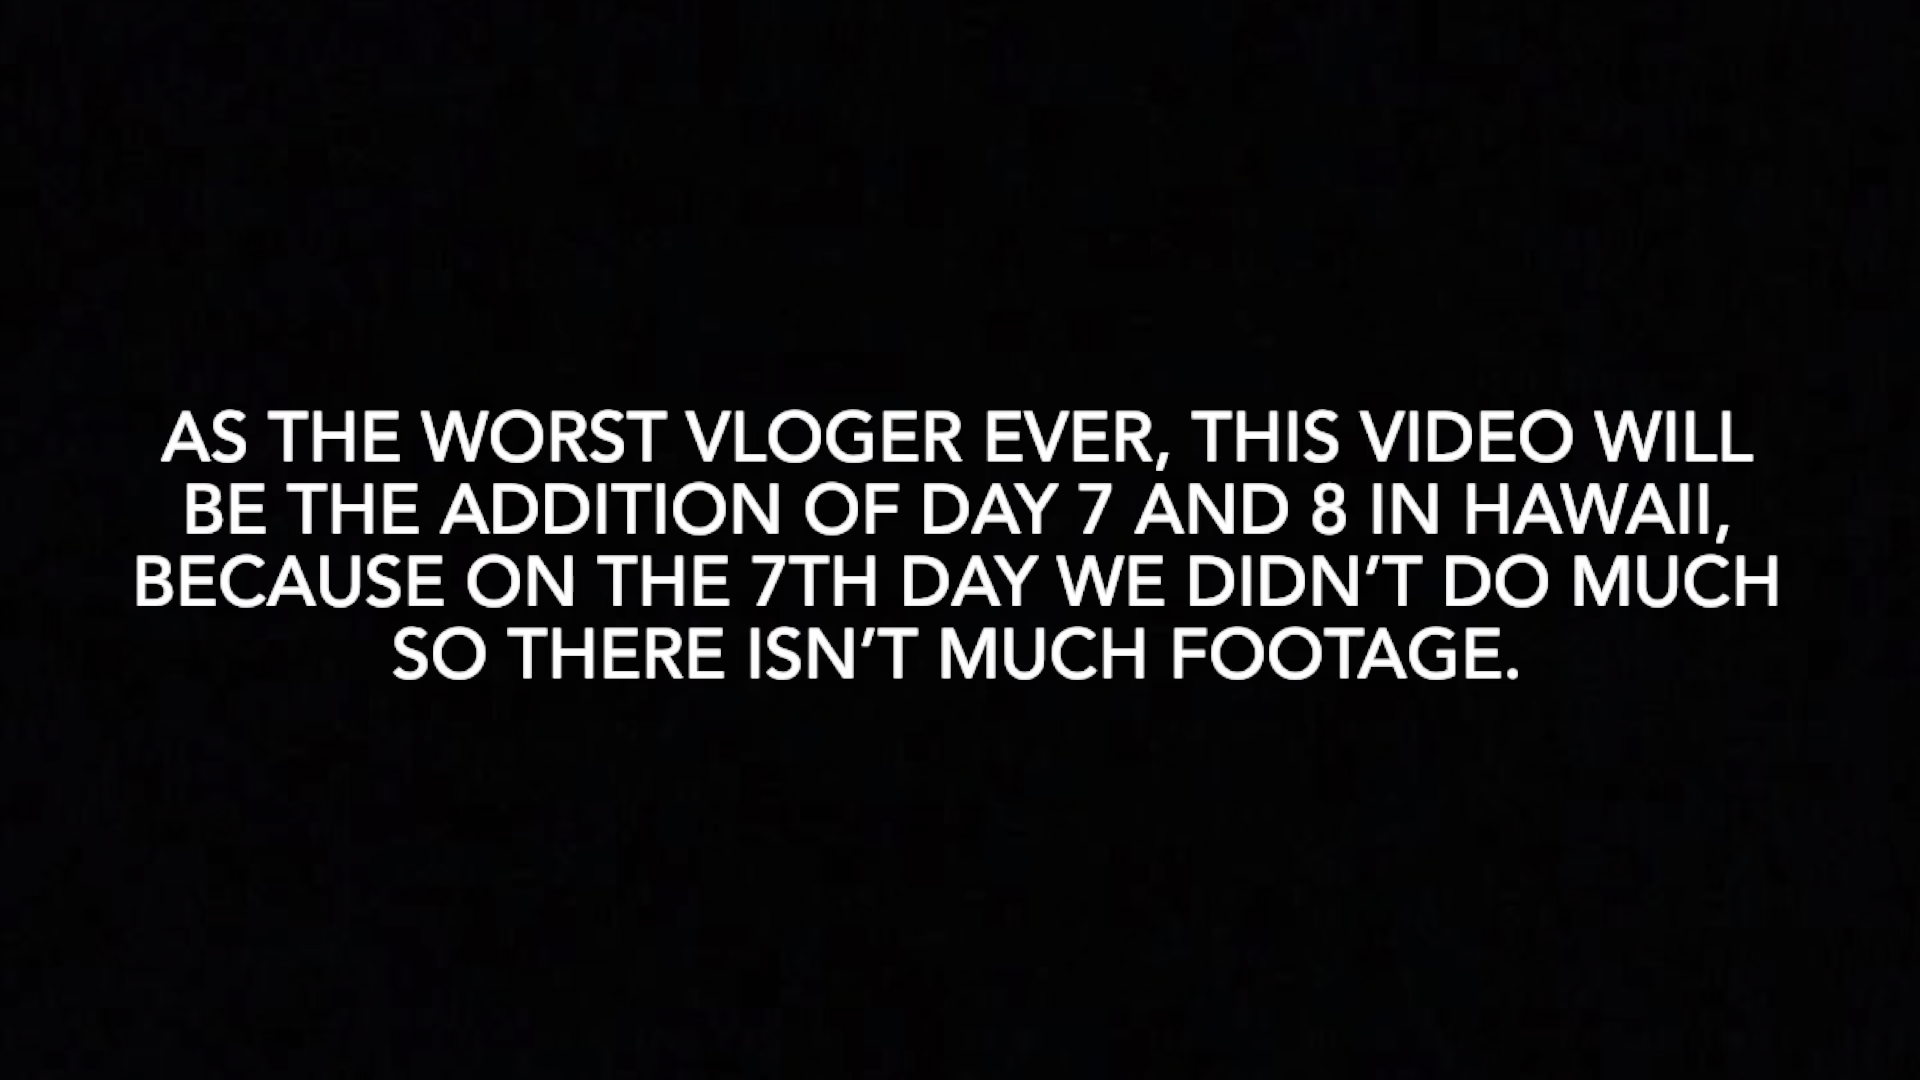 AS THE WORST VLOGER EVER, THIS VIDEO WILL
BE THE ADDITION OF DAY 7 AND 8 IN HAWAII,
BECAUSE ON THE 7TH DAY WE DIDN’T DO MUCH
SO THERE ISN’T MUCH FOOTAGE.